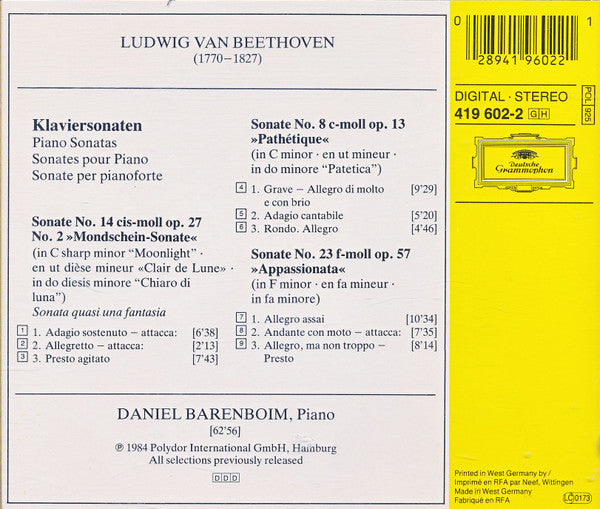 LUDWIG VAN BEETHOVEN
(1770–1827)
Klaviersonaten
Piano Sonatas
Sonates pour Piano
Sonate per pianoforte
Sonate No. 14 cis-moll op. 27
No. 2 »Mondschein-Sonate«
(in C sharp minor “Moonlight” ·
en ut dièse mineur «Clair de Lune» ·
in do diesis minore “Chiaro di
luna”)
Sonata quasi una fantasia
1 1. Adagio sostenuto – attacca: [6'38]
2 2. Allegretto – attacca: [2'13]
3 3. Presto agitato [7'43]
Sonate No. 8 c-moll op. 13
»Pathétique«
(in C minor · en ut mineur ·
in do minore “Patetica”)
4 1. Grave – Allegro di molto
e con brio [9'29]
5 2. Adagio cantabile [5'20]
6 3. Rondo. Allegro [4'46]
Sonate No. 23 f-moll op. 57
»Appassionata«
(in F minor · en fa mineur ·
in fa minore)
7 1. Allegro assai [10'34]
8 2. Andante con moto – attacca: [7'35]
9 3. Allegro, ma non troppo – [8'14]
Presto
DANIEL BARENBOIM, Piano
[62'56]
℗ 1984 Polydor International GmbH, Hamburg
All selections previously released
DDD
0 28941 96022 1
DIGITAL · STEREO
419 602-2 GH
POL 925
Deutsche
Grammophon
Printed in West Germany by /
Imprimé en RFA par Neef, Wittingen
Made in West Germany
Fabriqué en RFA
LC 0173